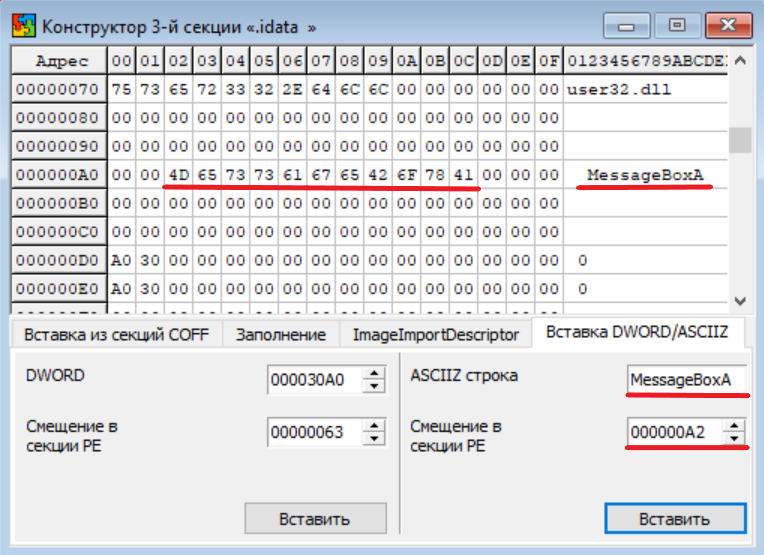 Конструктор 3-й секции «.idata  »
Адрес 00 01 02 03 04 05 06 07 08 09 0A 0B 0C 0D 0E 0F 0123456789ABCDE
00000070 75 73 65 72 33 32 2E 64 6C 6C 00 00 00 00 00 00 user32.dll
00000080 00 00 00 00 00 00 00 00 00 00 00 00 00 00 00 00
00000090 00 00 00 00 00 00 00 00 00 00 00 00 00 00 00 00
000000A0 00 00 4D 65 73 73 61 67 65 42 6F 78 41 00 00 00 MessageBoxA
000000B0 00 00 00 00 00 00 00 00 00 00 00 00 00 00 00 00
000000C0 00 00 00 00 00 00 00 00 00 00 00 00 00 00 00 00
000000D0 A0 30 00 00 00 00 00 00 00 00 00 00 00 00 00 00 0
000000E0 A0 30 00 00 00 00 00 00 00 00 00 00 00 00 00 00 0
Вставка из секций COFF Заполнение ImageImportDescriptor Вставка DWORD/ASCIIZ
DWORD 000030A0 ASCIIZ строка MessageBoxA
Смещение в секции PE 00000063 Смещение в секции PE 000000A2
Вставить Вставить